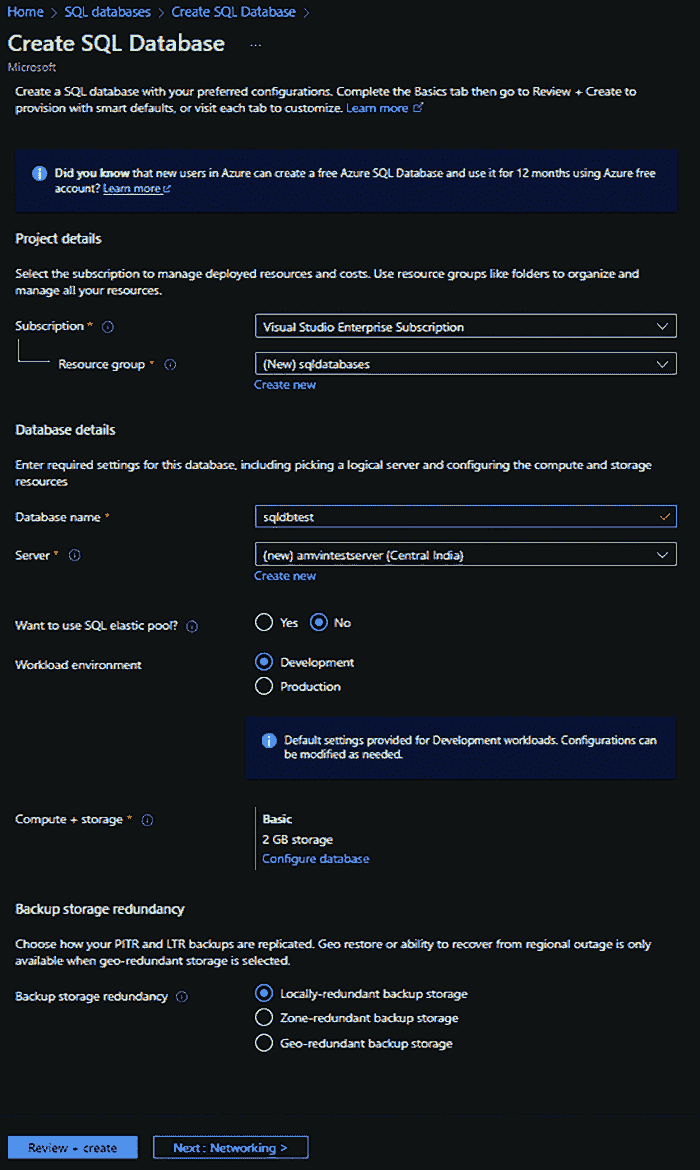 Home > SQL databases > Create SQL Database >
Create SQL Database ...
Microsoft
Create a SQL database with your preferred configurations. Complete the Basics tab then go to Review + Create to
provision with smart defaults, or visit each tab to customize. Learn more
Did you know that new users in Azure can create a free Azure SQL Database and use it for 12 months using Azure free
account? Learn more
Project details
Select the subscription to manage deployed resources and costs. Use resource groups like folders to organize and
manage all your resources.
Subscription *
Visual Studio Enterprise Subscription
Resource group *
(New) sqldatabases
Create new
Database details
Enter required settings for this database, including picking a logical server and configuring the compute and storage
resources
Database name *
sqldbtest
Server *
(new) amvintestserver (Central India)
Create new
Want to use SQL elastic pool?
Yes No
Workload environment
Development
Production
Default settings provided for Development workloads. Configurations can
be modified as needed.
Compute + storage *
Basic
2 GB storage
Configure database
Backup storage redundancy
Choose how your PITR and LTR backups are replicated. Geo restore or ability to recover from regional outage is only
available when geo-redundant storage is selected.
Backup storage redundancy
Locally-redundant backup storage
Zone-redundant backup storage
Geo-redundant backup storage
Review + create
Next : Networking >